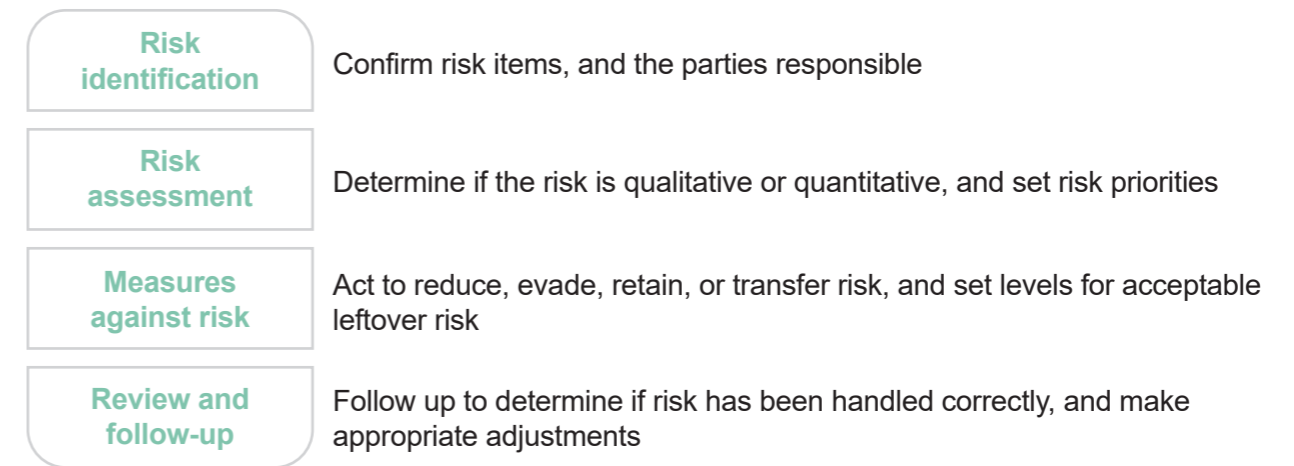 Risk
identification
Confirm risk items, and the parties responsible
Risk
assessment
Determine if the risk is qualitative or quantitative, and set risk priorities
Measures
against risk
Act to reduce, evade, retain, or transfer risk, and set levels for acceptable
leftover risk
Review and
follow-up
Follow up to determine if risk has been handled correctly, and make
appropriate adjustments